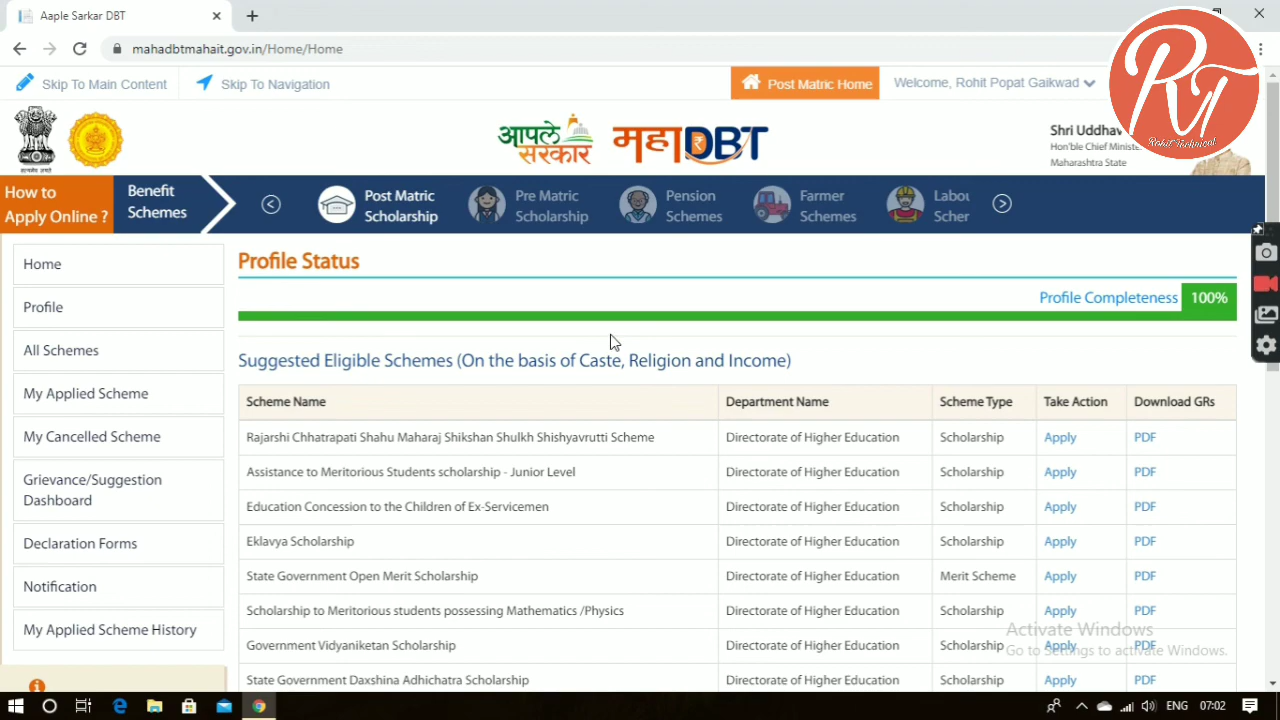 Aaple Sarkar DBT
mahadbtmahait.gov.in/Home/Home
Skip To Main Content
Skip To Navigation
Post Matric Home
Welcome, Rohit Popat Gaikwad
RT
Rohit Technical
आपले
सरकार
महाDBT
Shri Uddhav
Hon'ble Chief Ministe
Maharashtra State
How to
Apply Online ?
Benefit
Schemes
Post Matric
Scholarship
Pre Matric
Scholarship
Pension
Schemes
Farmer
Schemes
Labou
Scher
Home
Profile
All Schemes
My Applied Scheme
My Cancelled Scheme
Grievance/Suggestion
Dashboard
Declaration Forms
Notification
My Applied Scheme History
Profile Status
Profile Completeness 100%
Suggested Eligible Schemes (On the basis of Caste, Religion and Income)
Scheme Name Department Name Scheme Type Take Action Download GRs
Rajarshi Chhatrapati Shahu Maharaj Shikshan Shulkh Shishyavrutti Scheme Directorate of Higher Education Scholarship Apply PDF
Assistance to Meritorious Students scholarship - Junior Level Directorate of Higher Education Scholarship Apply PDF
Education Concession to the Children of Ex-Servicemen Directorate of Higher Education Scholarship Apply PDF
Eklavya Scholarship Directorate of Higher Education Scholarship Apply PDF
State Government Open Merit Scholarship Directorate of Higher Education Merit Scheme Apply PDF
Scholarship to Meritorious students possessing Mathematics /Physics Directorate of Higher Education Scholarship Apply PDF
Government Vidyaniketan Scholarship Directorate of Higher Education Scholarship Apply PDF
State Government Daxshina Adhichatra Scholarship Directorate of Higher Education Scholarship Apply PDF
Activate Windows
Go to Settings to activate Windows.
ENG 07:02